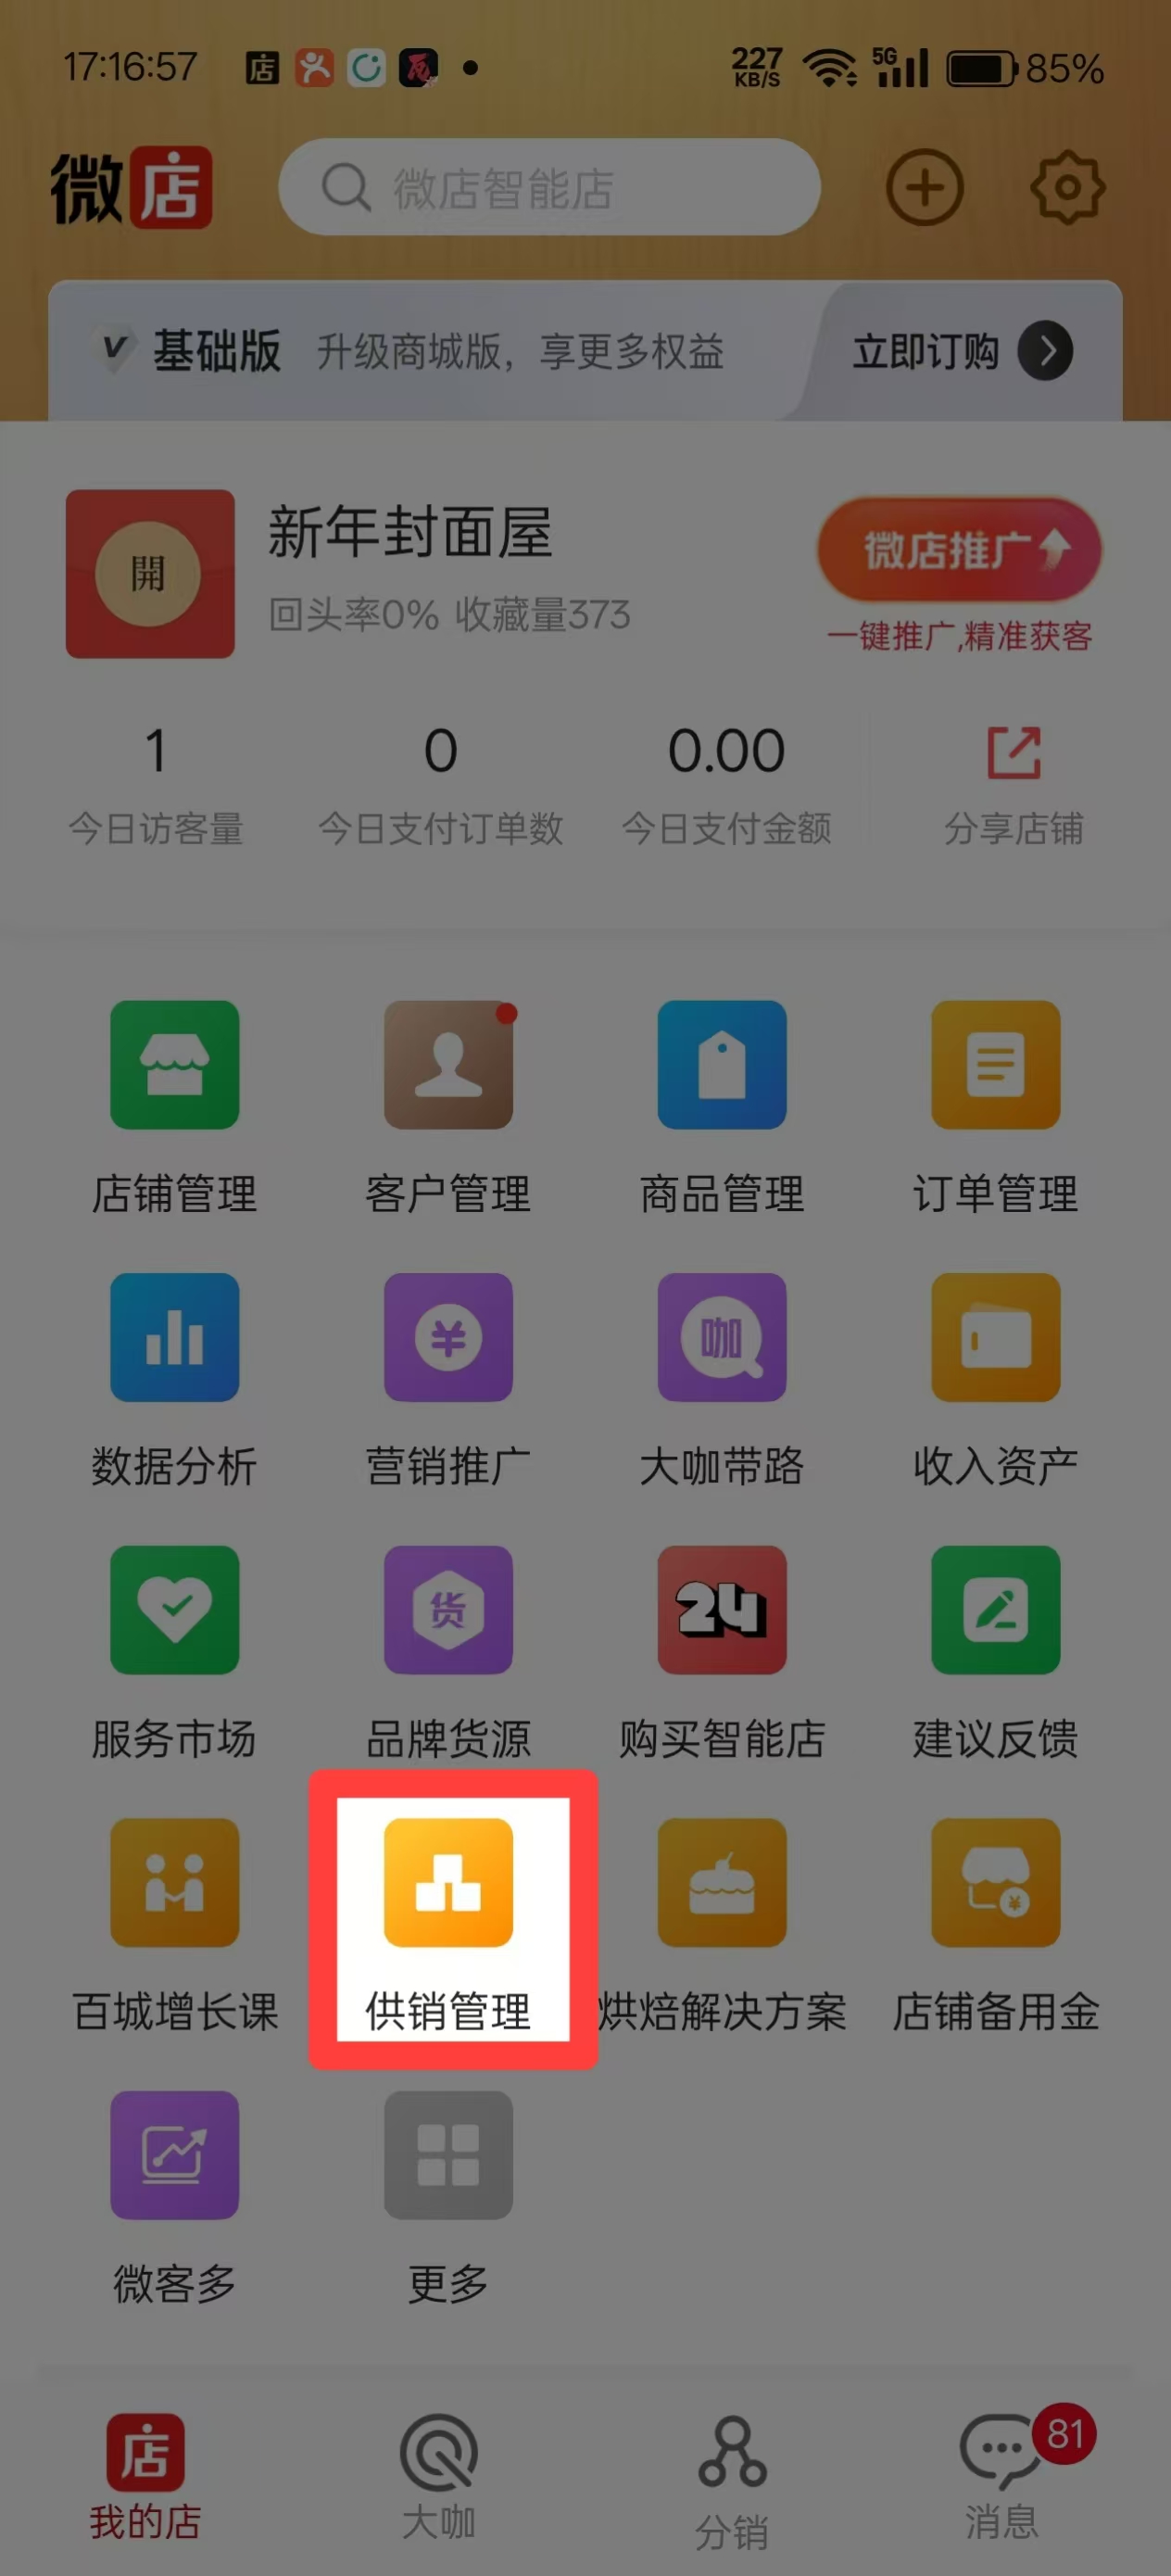 17:16:57 店 227 KB/S 5G 85%
微店 微店智能店
V 基础版 升级商城版，享更多权益 立即订购
開 新年封面屋 微店推广
回头率0% 收藏量373 一键推广,精准获客
1 0 0.00
今日访客量 今日支付订单数 今日支付金额 分享店铺
店铺管理 客户管理 商品管理 订单管理
¥ 咖
数据分析 营销推广 大咖带路 收入资产
货 24
服务市场 品牌货源 购买智能店 建议反馈
¥
百城增长课 供销管理 烘焙解决方案 店铺备用金
微客多 更多
店 81
我的店 大咖 分销 消息